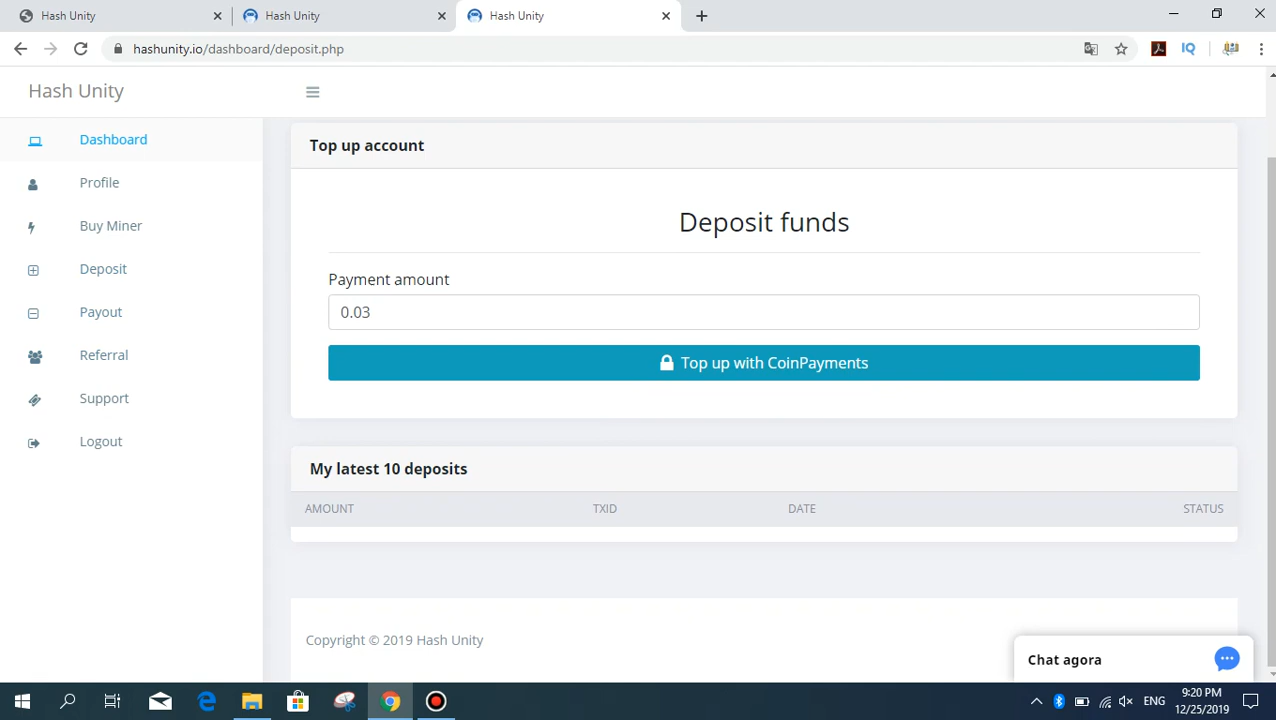 Hash Unity
Hash Unity
Hash Unity
hashunity.io/dashboard/deposit.php
IQ
Hash Unity
Dashboard
Profile
Buy Miner
Deposit
Payout
Referral
Support
Logout
Top up account
Deposit funds
Payment amount
0.03
Top up with CoinPayments
My latest 10 deposits
AMOUNT TXID DATE STATUS
Copyright © 2019 Hash Unity
Chat agora
ENG
9:20 PM
12/25/2019